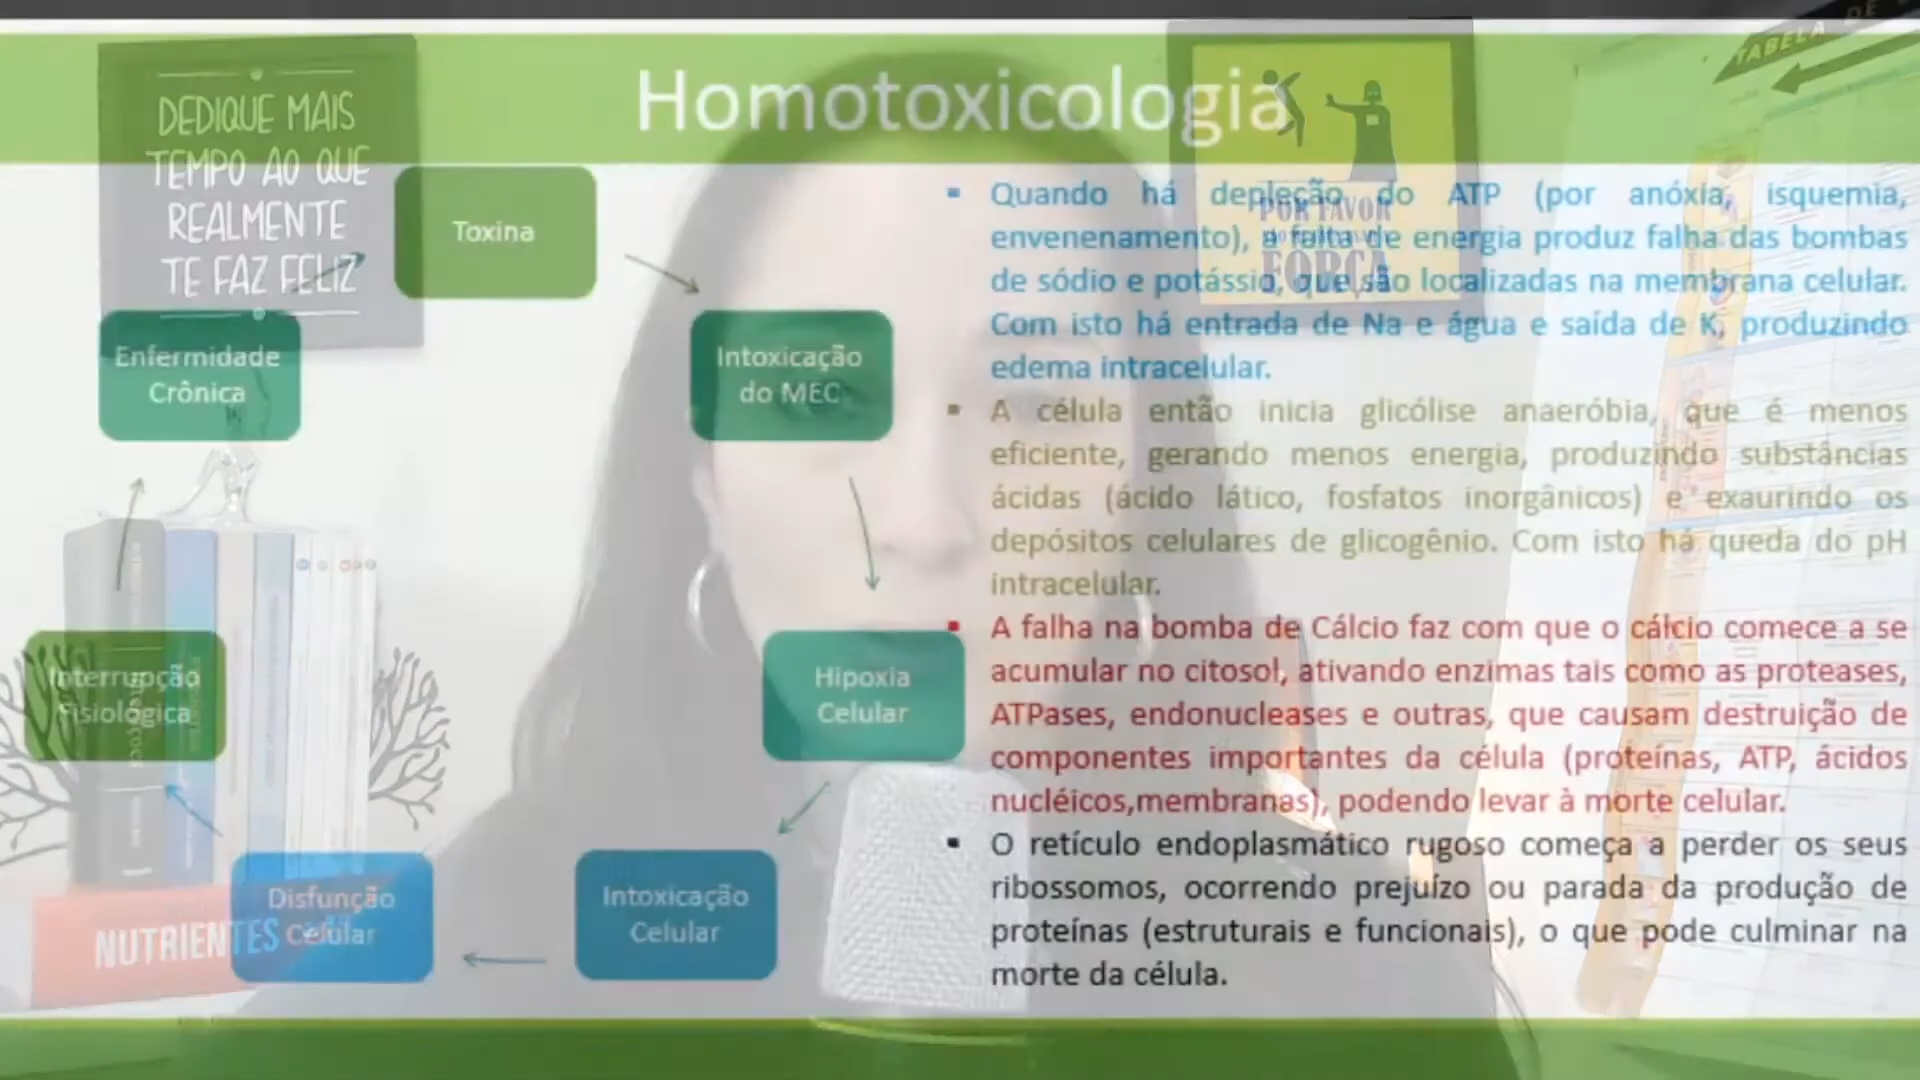 Homotoxicologia
TABELA DE
DEDIQUE MAIS
TEMPO AO QUE
REALMENTE
TE FAZ FELIZ
POR FAVOR
FORÇA
Toxina
Intoxicação
do MEC
Hipoxia
Celular
Intoxicação
Celular
Disfunção
Celular
Interrupção
Fisiológica
Enfermidade
Crônica
NUTRIENTES
▪ Quando há depleção do ATP (por anóxia, isquemia,
envenenamento), a falta de energia produz falha das bombas
de sódio e potássio, que são localizadas na membrana celular.
Com isto há entrada de Na e água e saída de K, produzindo
edema intracelular.
▪ A célula então inicia glicólise anaeróbia, que é menos
eficiente, gerando menos energia, produzindo substâncias
ácidas (ácido lático, fosfatos inorgânicos) e exaurindo os
depósitos celulares de glicogênio. Com isto há queda do pH
intracelular.
▪ A falha na bomba de Cálcio faz com que o cálcio comece a se
acumular no citosol, ativando enzimas tais como as proteases,
ATPases, endonucleases e outras, que causam destruição de
componentes importantes da célula (proteínas, ATP, ácidos
nucléicos,membranas), podendo levar à morte celular.
▪ O retículo endoplasmático rugoso começa a perder os seus
ribossomos, ocorrendo prejuízo ou parada da produção de
proteínas (estruturais e funcionais), o que pode culminar na
morte da célula.